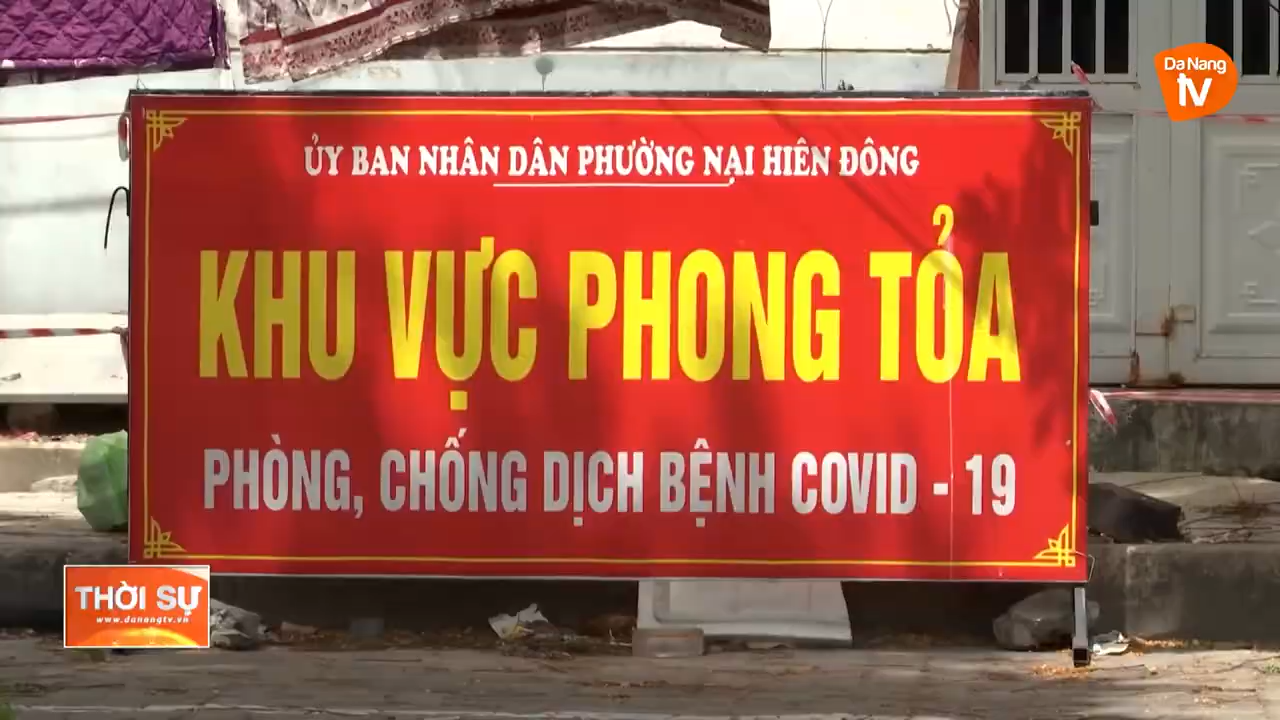 Da Nang
tv
ỦY BAN NHÂN DÂN PHƯỜNG NẠI HIÊN ĐÔNG
KHU VỰC PHONG TỎA
PHÒNG, CHỐNG DỊCH BỆNH COVID - 19
THỜI SỰ
www.danangtv.vn